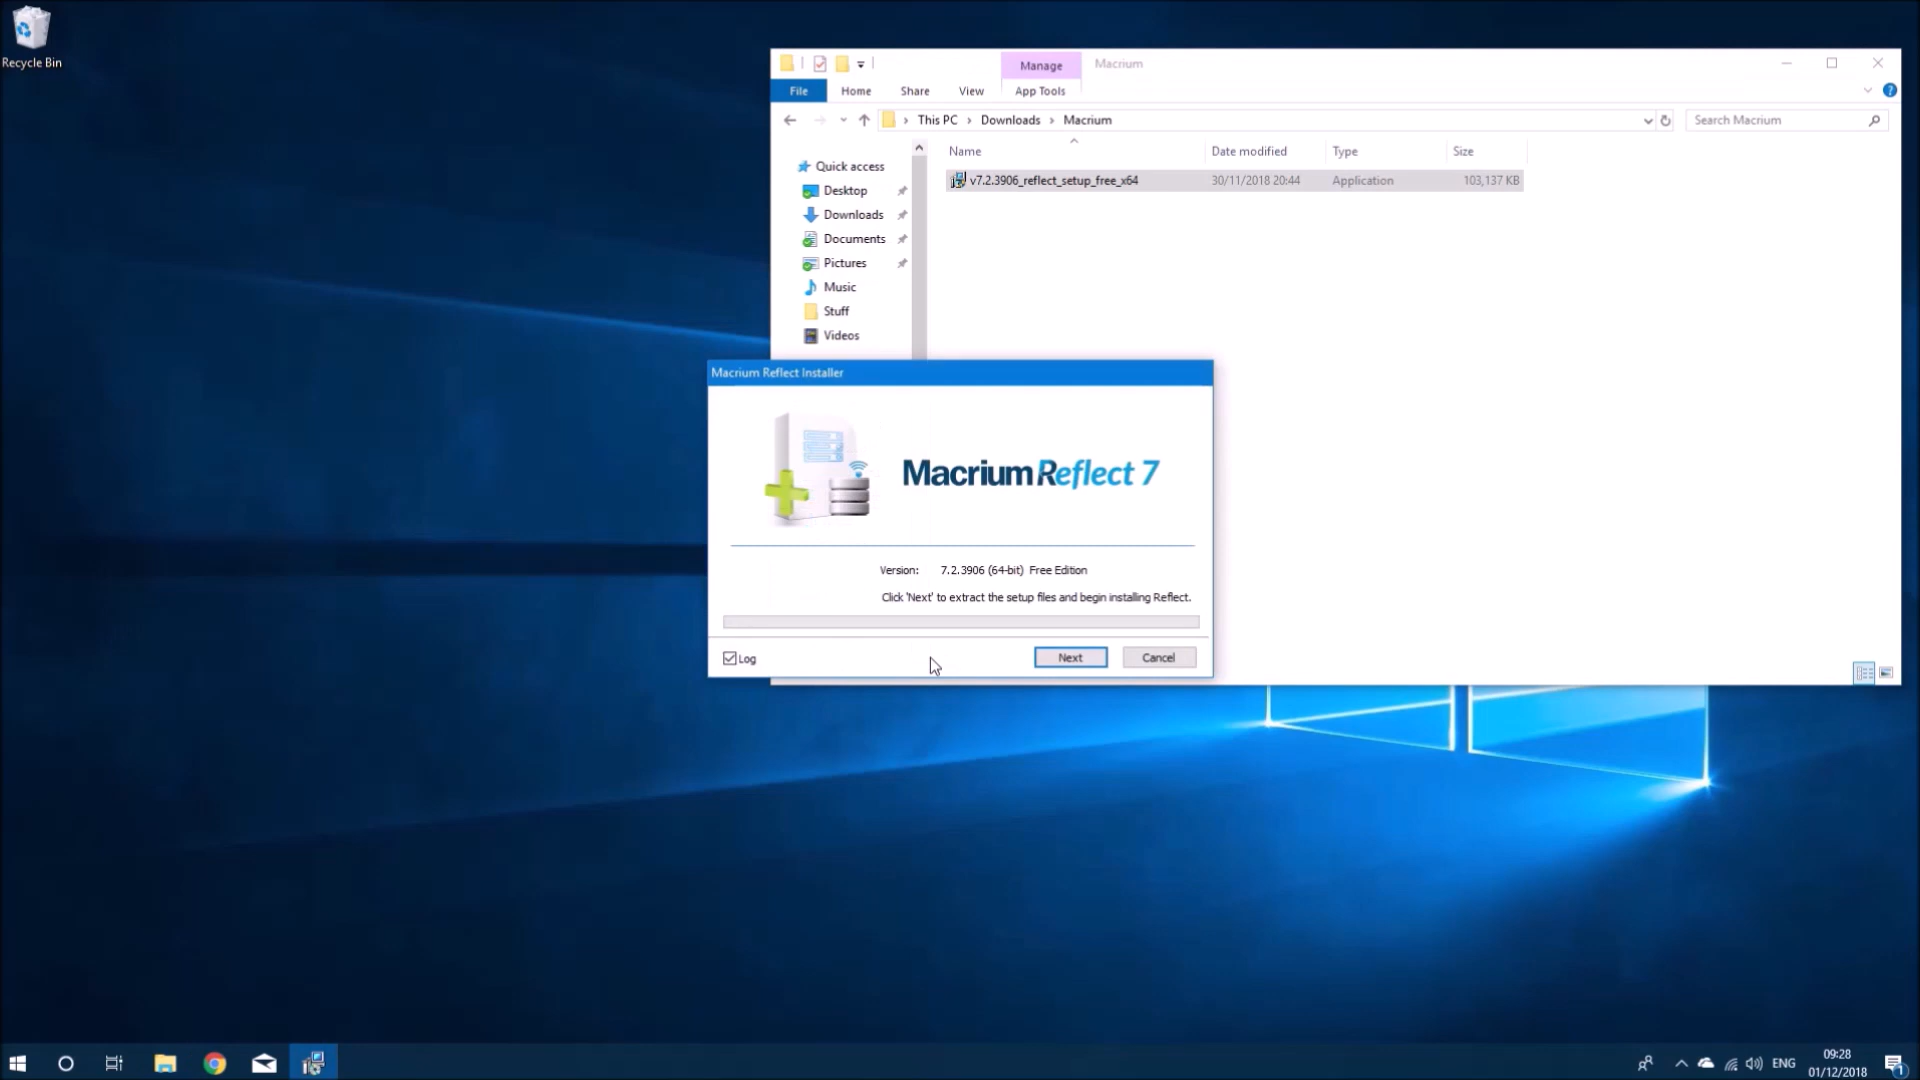 Recycle Bin
Manage
Macrium
File
Home
Share
View
App Tools
This PC
Downloads
Macrium
Search Macrium
Name
Date modified
Type
Size
v7.2.3906_reflect_setup_free_x64
30/11/2018 20:44
Application
103,137 KB
Quick access
Desktop
Downloads
Documents
Pictures
Music
Stuff
Videos
Macrium Reflect Installer
Macrium Reflect 7
Version: 7.2.3906 (64-bit) Free Edition
Click 'Next' to extract the setup files and begin installing Reflect.
Log
Next
Cancel
ENG
09:28
01/12/2018
1